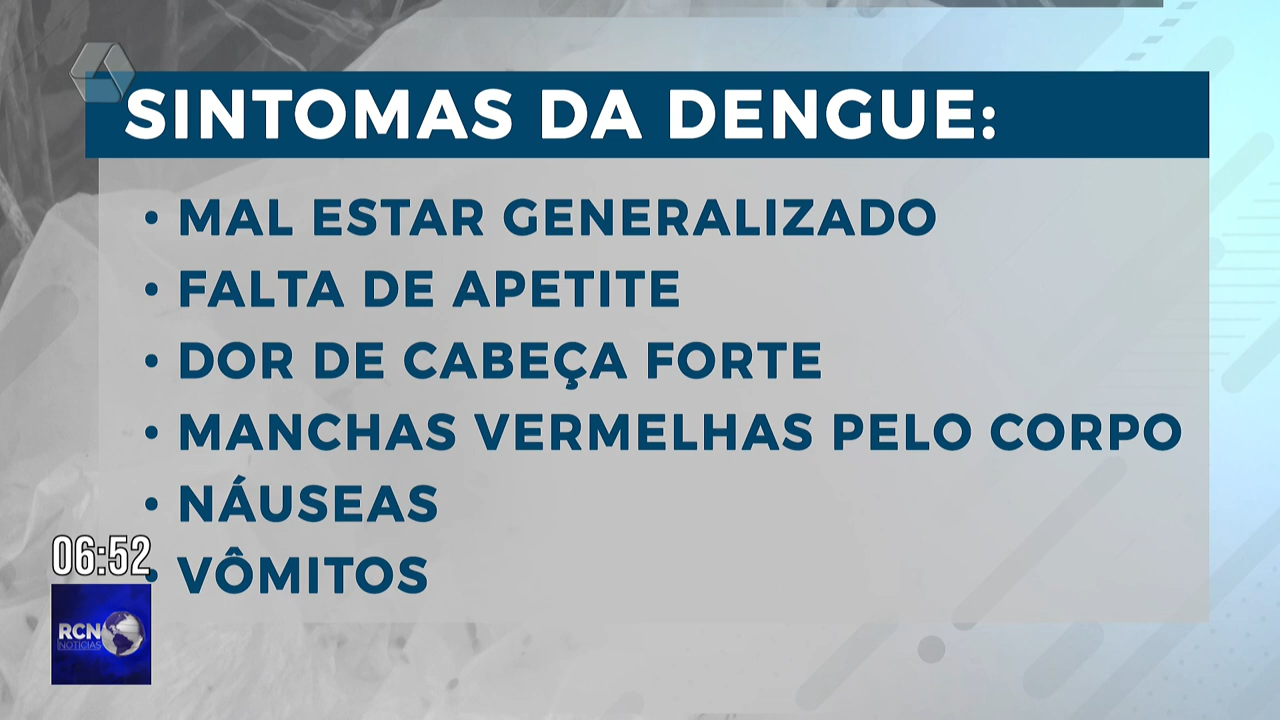 SINTOMAS DA DENGUE:
• MAL ESTAR GENERALIZADO
• FALTA DE APETITE
• DOR DE CABEÇA FORTE
• MANCHAS VERMELHAS PELO CORPO
• NÁUSEAS
• VÔMITOS
06:52
RCN
NOTÍCIAS